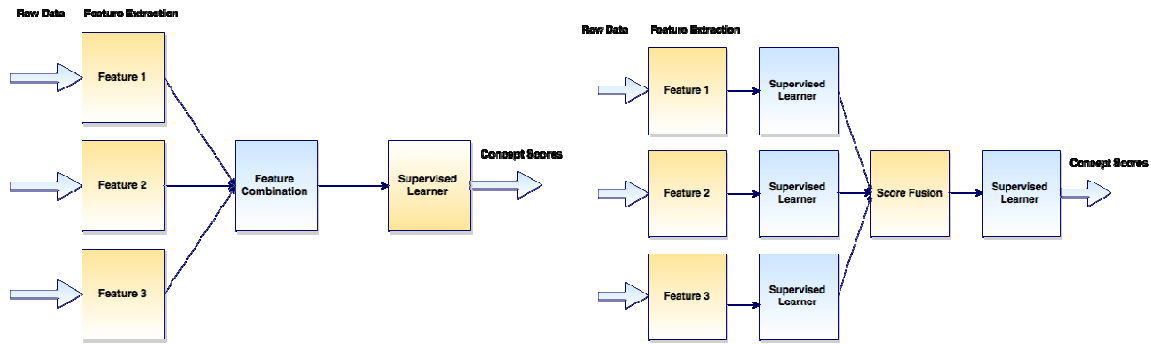 Raw Data Feature Extraction
Feature 1
Feature 2
Feature 3
Feature
Combination
Supervised
Learner
Concept Scores
Raw Data Feature Extraction
Feature 1
Supervised
Learner
Feature 2
Supervised
Learner
Feature 3
Supervised
Learner
Score Fusion
Supervised
Learner
Concept Scores